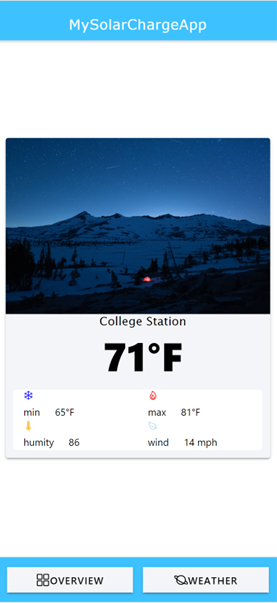 MySolarChargeApp
College Station
71°F
min 65°F
max 81°F
humity 86
wind 14 mph
OVERVIEW
WEATHER